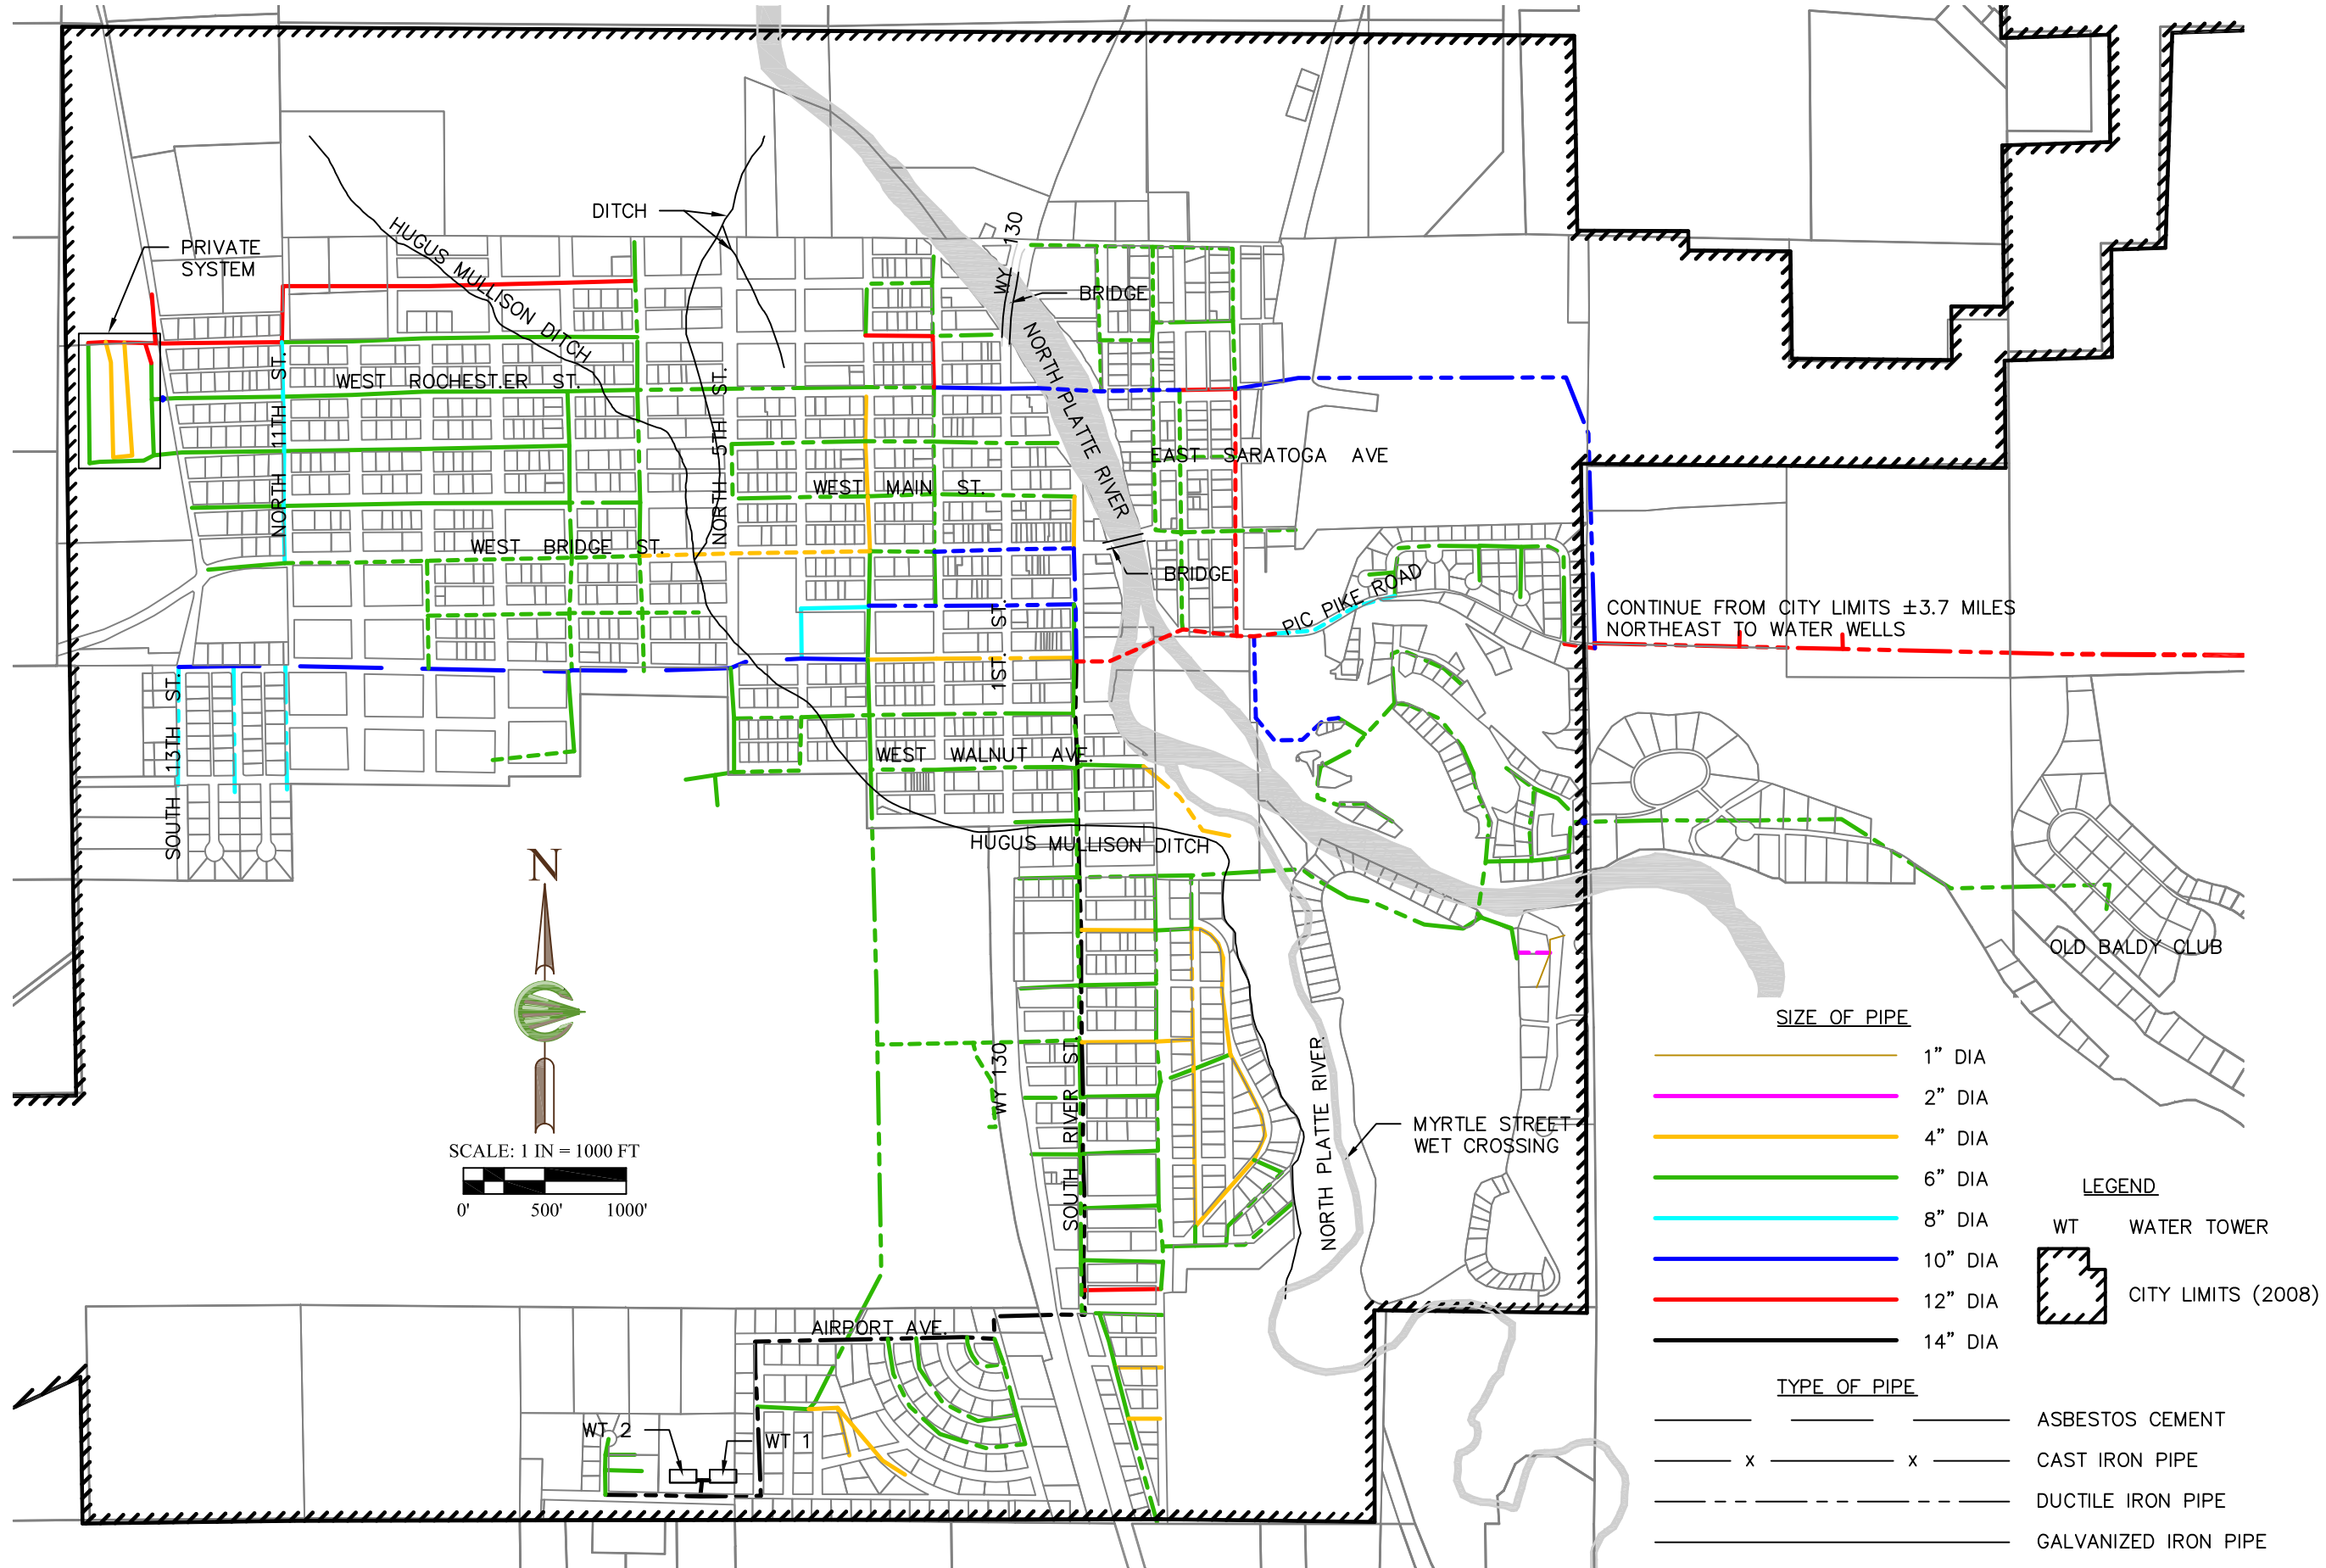 DITCH
PRIVATE
SYSTEM
HUGUS MULLISON DITCH
WY 130
BRIDGE
NORTH PLATTE RIVER
NORTH 11TH ST.
WEST ROCHEST.ER ST.
NORTH 5TH ST.
EAST SARATOGA AVE
WEST MAIN ST.
WEST BRIDGE ST.
BRIDGE
PIC PIKE ROAD
CONTINUE FROM CITY LIMITS ±3.7 MILES
NORTHEAST TO WATER WELLS
1ST. ST.
SOUTH 13TH ST.
WEST WALNUT AVE.
HUGUS MULLISON DITCH
N
OLD BALDY CLUB
WY 130
SOUTH RIVER ST.
NORTH PLATTE RIVER
MYRTLE STREET
WET CROSSING
SCALE: 1 IN = 1000 FT
0' 500' 1000'
AIRPORT AVE.
WT 2
WT 1
SIZE OF PIPE
1" DIA
2" DIA
4" DIA
6" DIA
8" DIA
10" DIA
12" DIA
14" DIA
LEGEND
WT WATER TOWER
CITY LIMITS (2008)
TYPE OF PIPE
ASBESTOS CEMENT
x x CAST IRON PIPE
DUCTILE IRON PIPE
GALVANIZED IRON PIPE